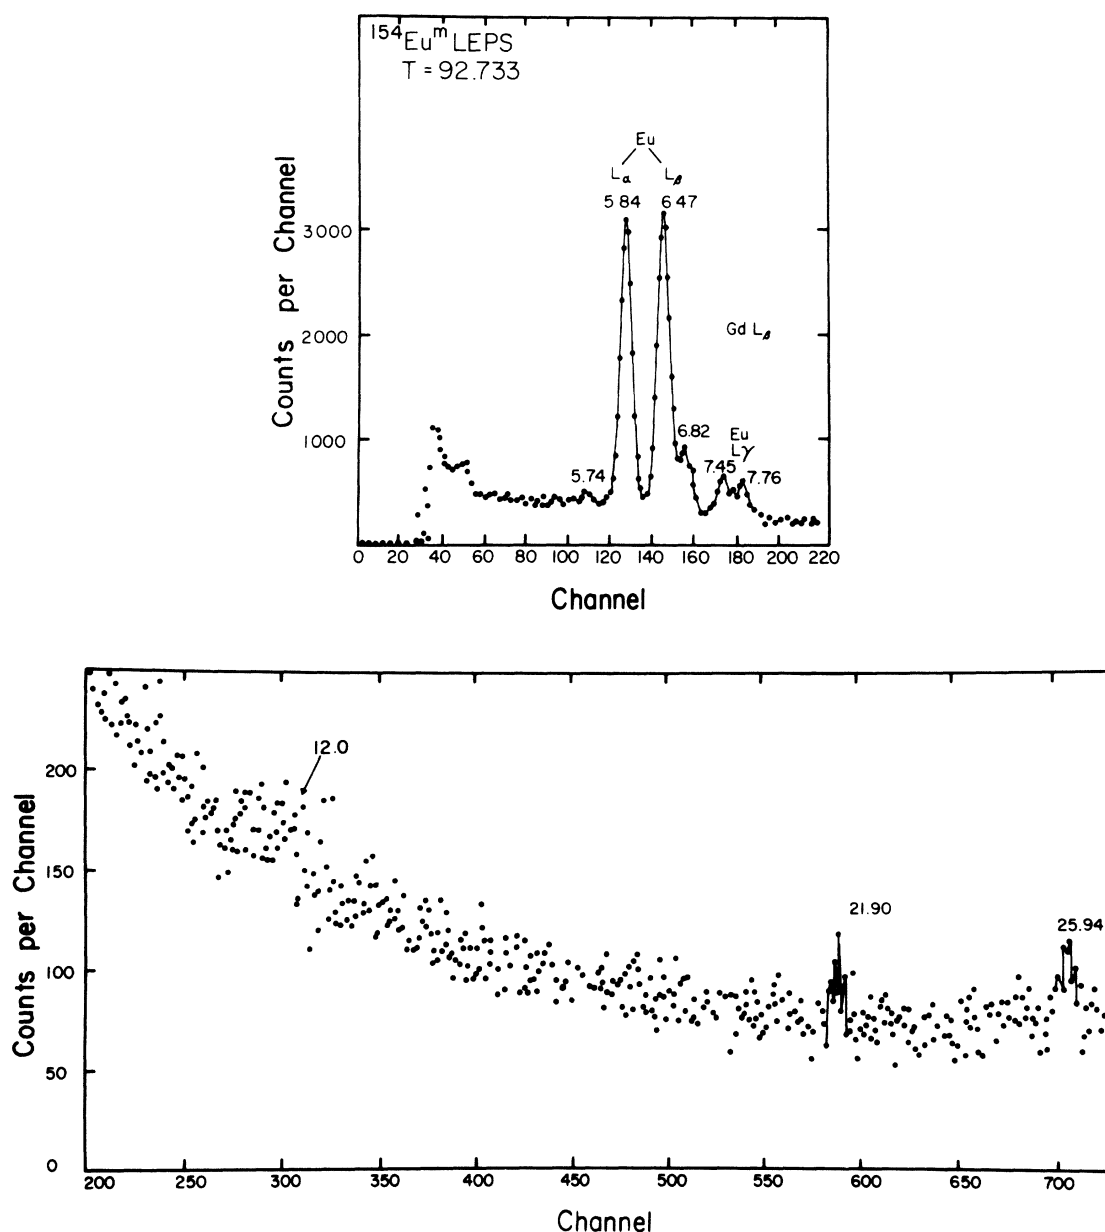 154Euᵐ LEPS
T = 92.733
Eu
Lα Lβ
5 84 6 47
3000
2000
1000
Gd Lβ
6.82
Eu
Lγ
5.74
7.45
7.76
Counts per Channel
0 20 40 60 80 100 120 140 160 180 200 220
Channel
12.0
200
150
100
50
0
21.90
25.94
Counts per Channel
200 250 300 350 400 450 500 550 600 650 700
Channel